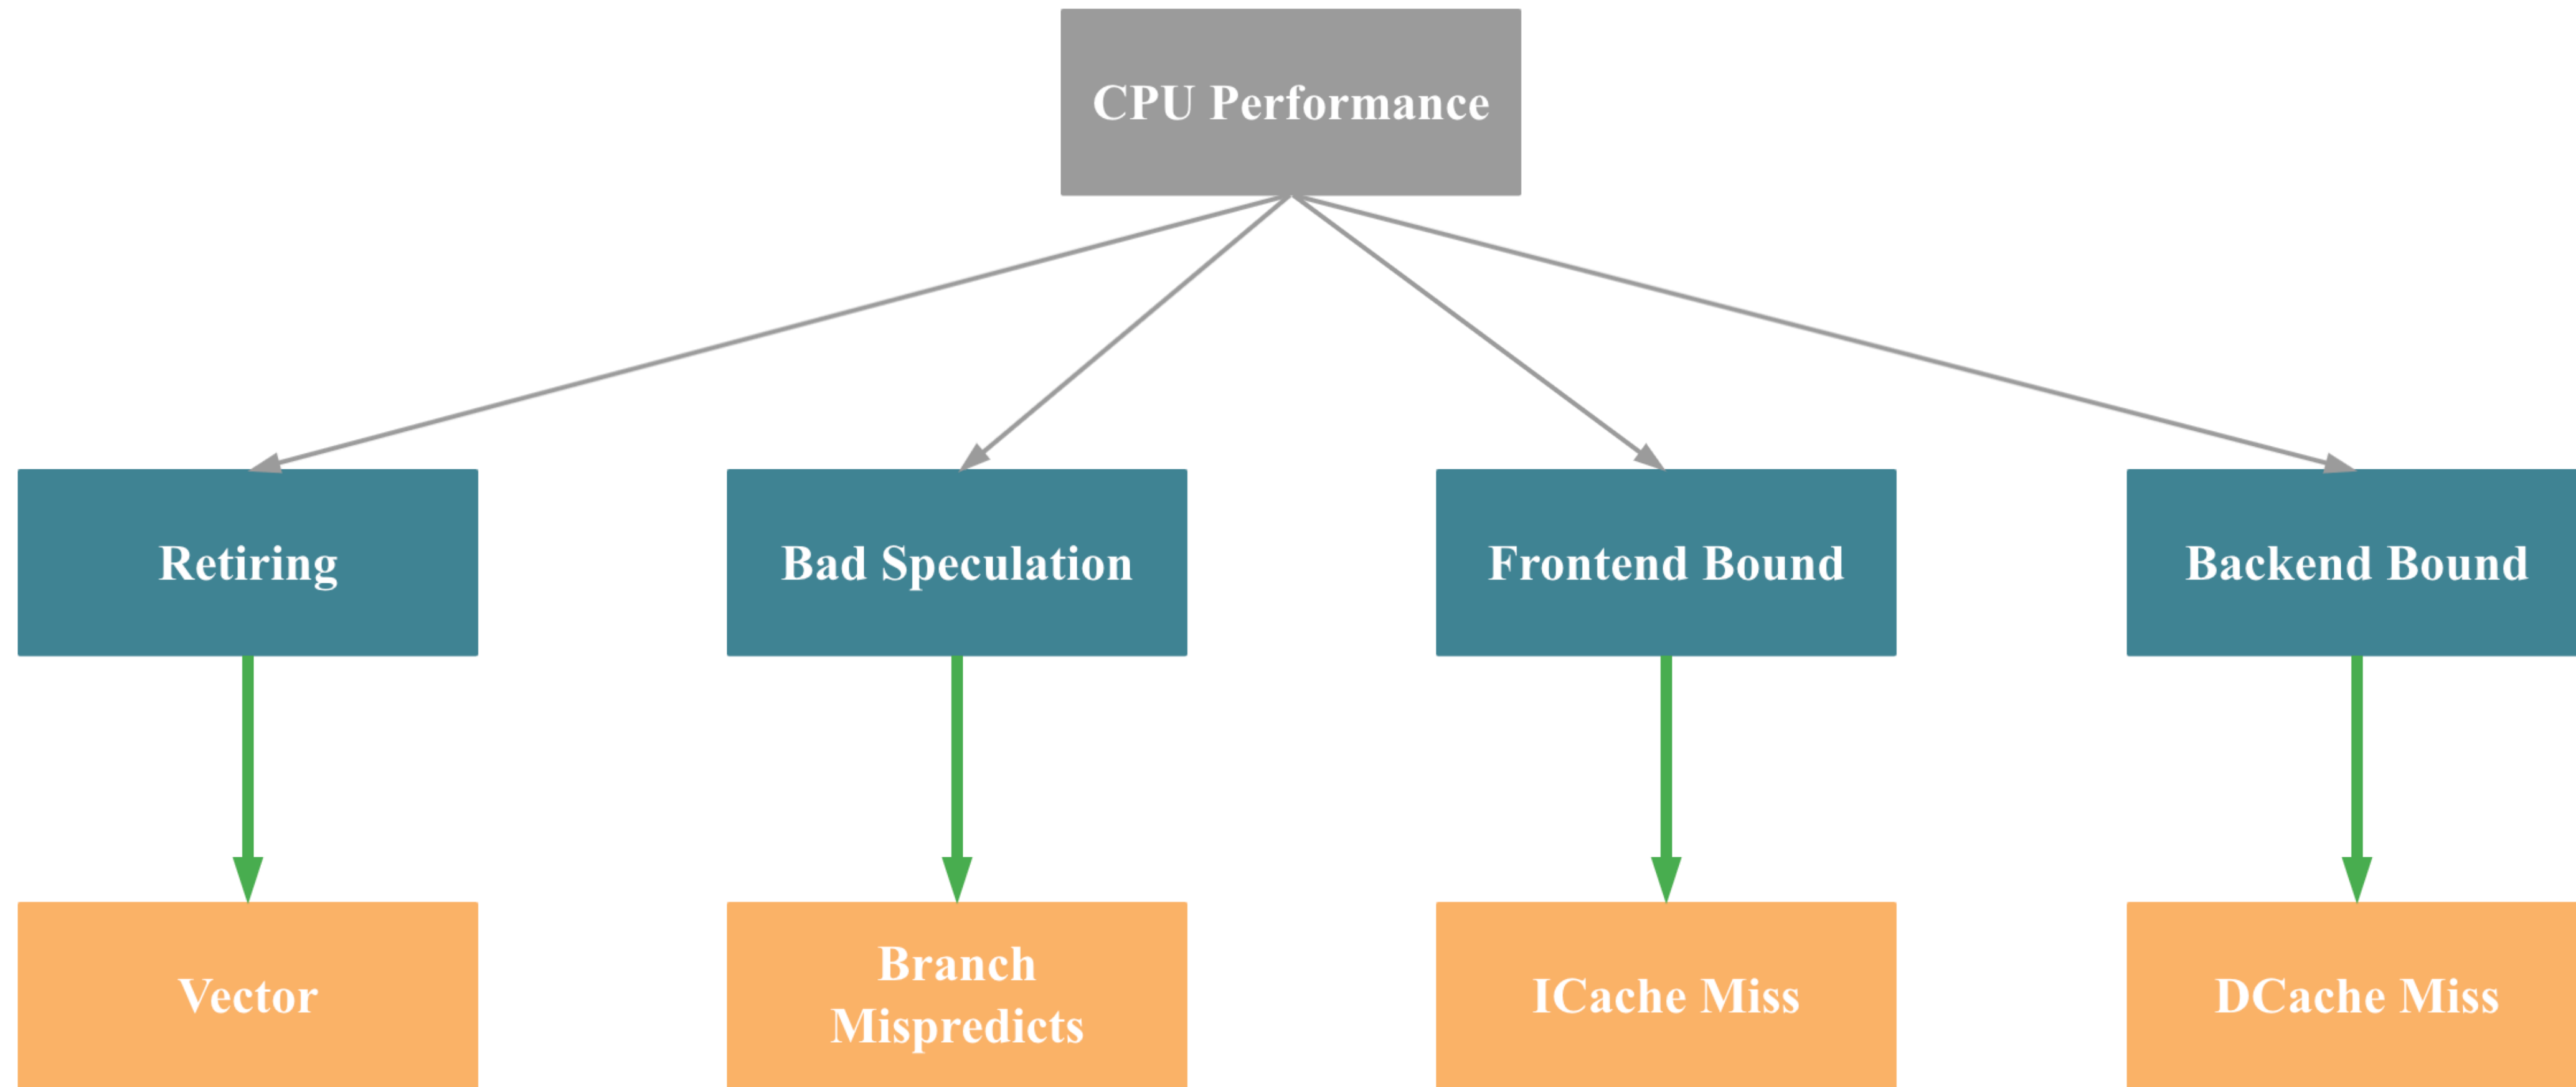 CPU Performance
Retiring
Bad Speculation
Frontend Bound
Backend Bound
Vector
Branch
Mispredicts
ICache Miss
DCache Miss